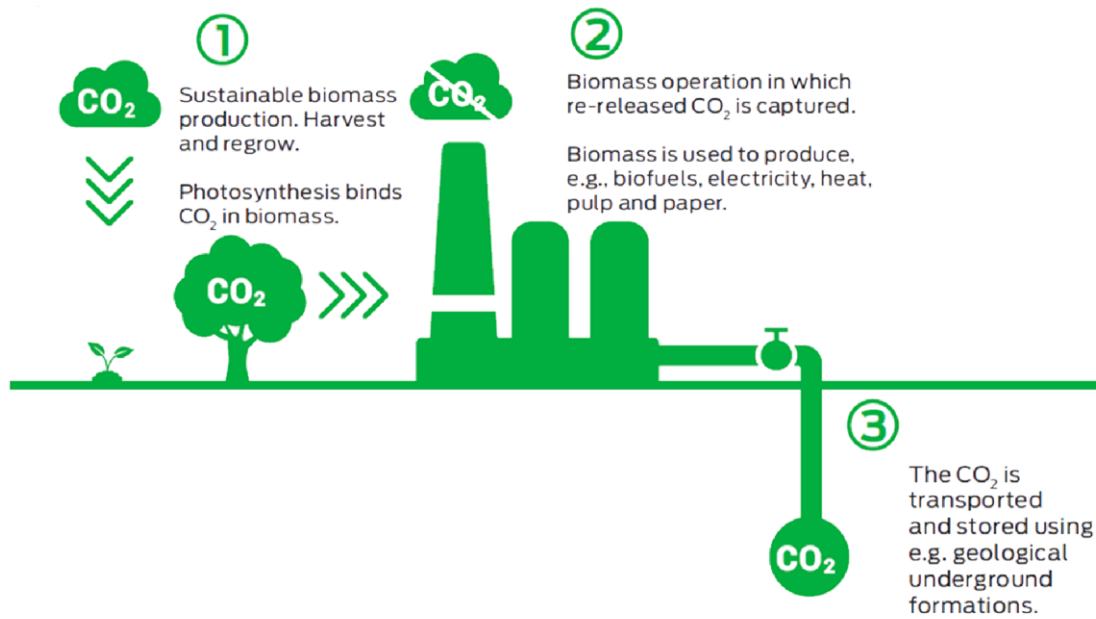 ①
CO₂
Sustainable biomass
production. Harvest
and regrow.
Photosynthesis binds
CO₂ in biomass.
CO₂
②
CO₂
Biomass operation in which
re-released CO₂ is captured.
Biomass is used to produce,
e.g., biofuels, electricity, heat,
pulp and paper.
③
The CO₂ is
transported
and stored using
e.g. geological
underground
formations.
CO₂